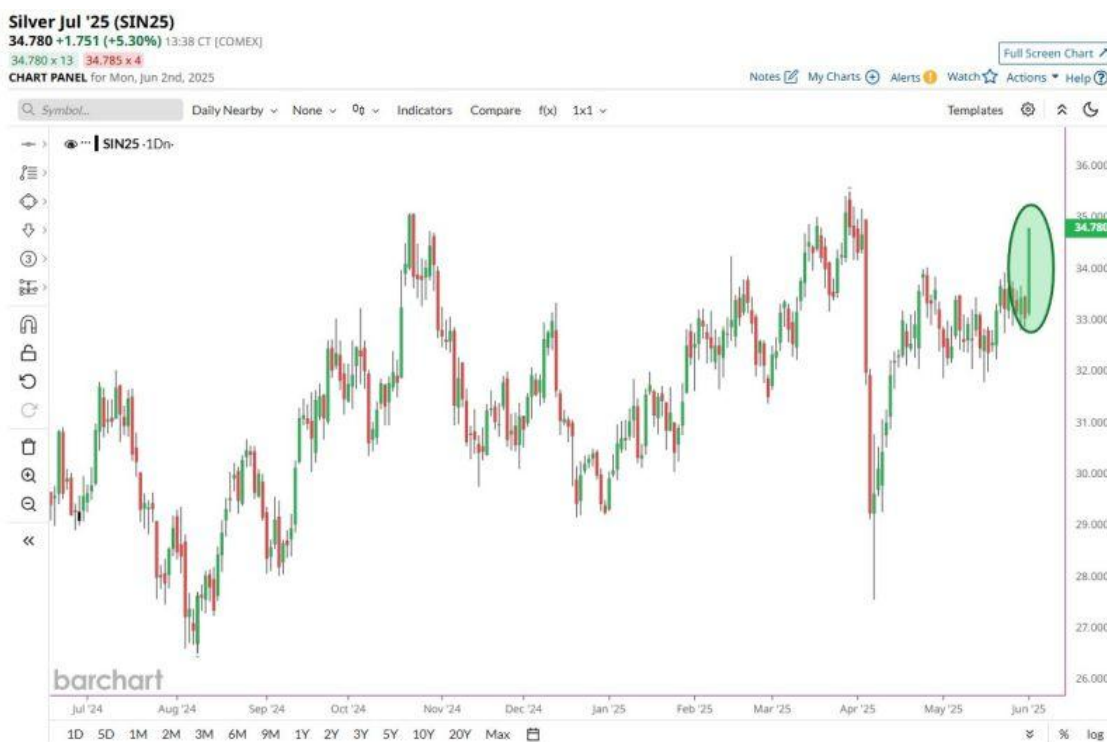 Silver Jul '25 (SIN25)
34.780 +1.751 (+5.30%) 13:38 CT [COMEX]
34.780 x 13 34.785 x 4
Full Screen Chart
CHART PANEL for Mon, Jun 2nd, 2025
Notes My Charts Alerts Watch Actions Help
Symbol... Daily Nearby None Indicators Compare f(x) 1x1 Templates
SIN25 -1Dn-
36.000
35.000
34.780
34.000
3
33.000
32.000
31.000
30.000
29.000
28.000
27.000
26.000
barchart
Jul '24 Aug '24 Sep '24 Oct '24 Nov '24 Dec '24 Jan '25 Feb '25 Mar '25 Apr '25 May '25 Jun '25
1D 5D 1M 2M 3M 6M 9M 1Y 2Y 3Y 5Y 10Y 20Y Max % log